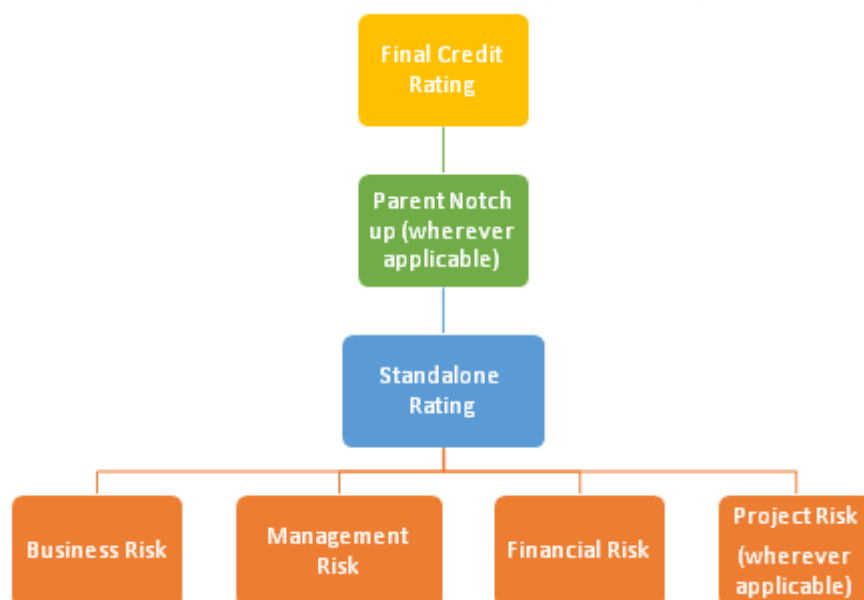 Final Credit
Rating
Parent Notch
up (wherever
applicable)
Standalone
Rating
Business Risk
Management
Risk
Financial Risk
Project Risk
(wherever
applicable)